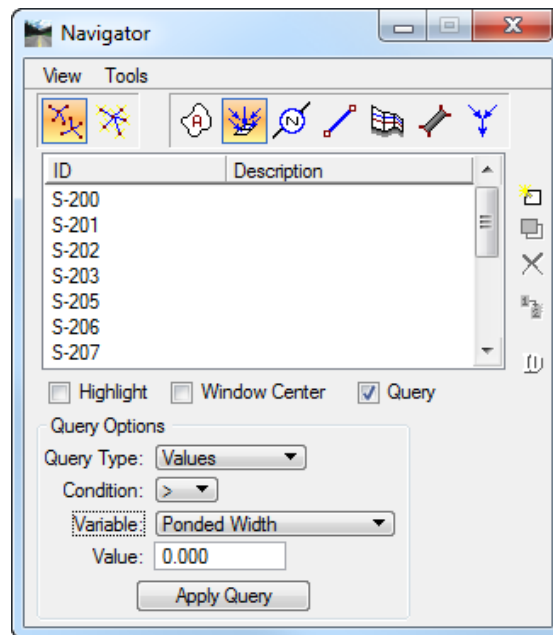 Navigator
View Tools
A N
ID Description
S-200
S-201
S-202
S-203
S-205
S-206
S-207
Highlight Window Center Query
Query Options
Query Type: Values
Condition: >
Variable: Ponded Width
Value: 0.000
Apply Query